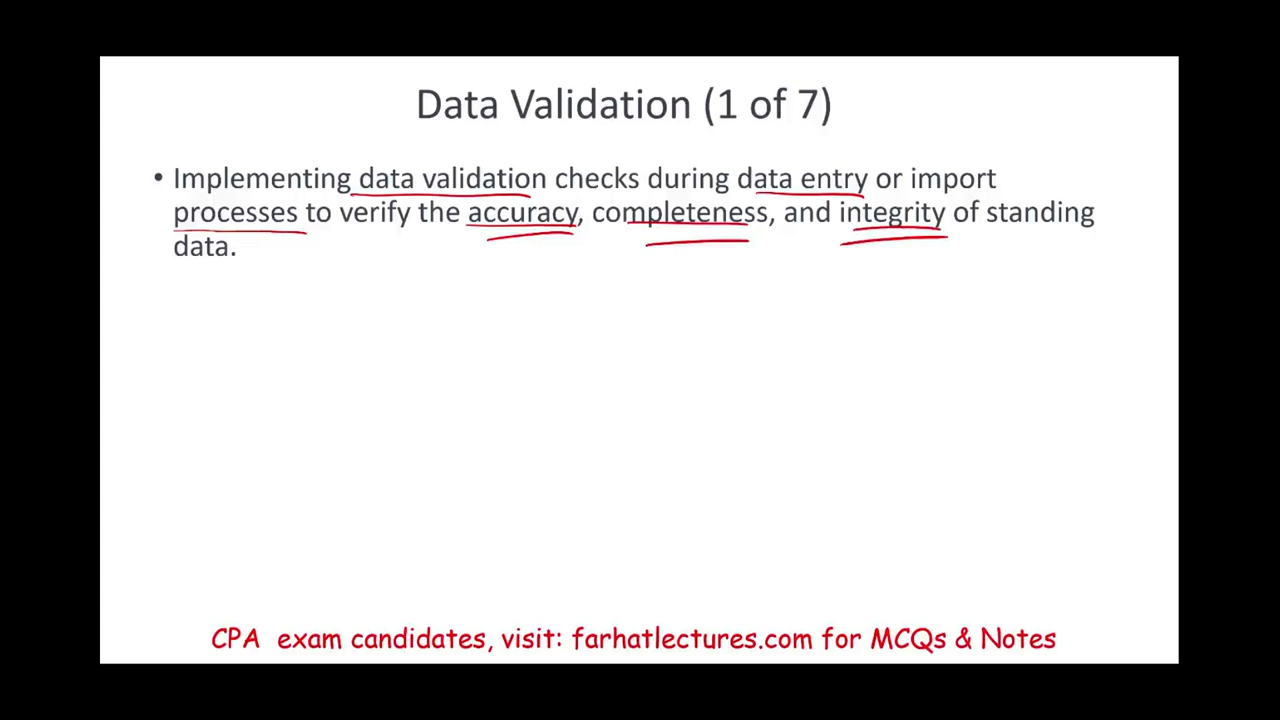 Data Validation (1 of 7)
• Implementing data validation checks during data entry or import
processes to verify the accuracy, completeness, and integrity of standing
data.
CPA exam candidates, visit: farhatlectures.com for MCQs & Notes